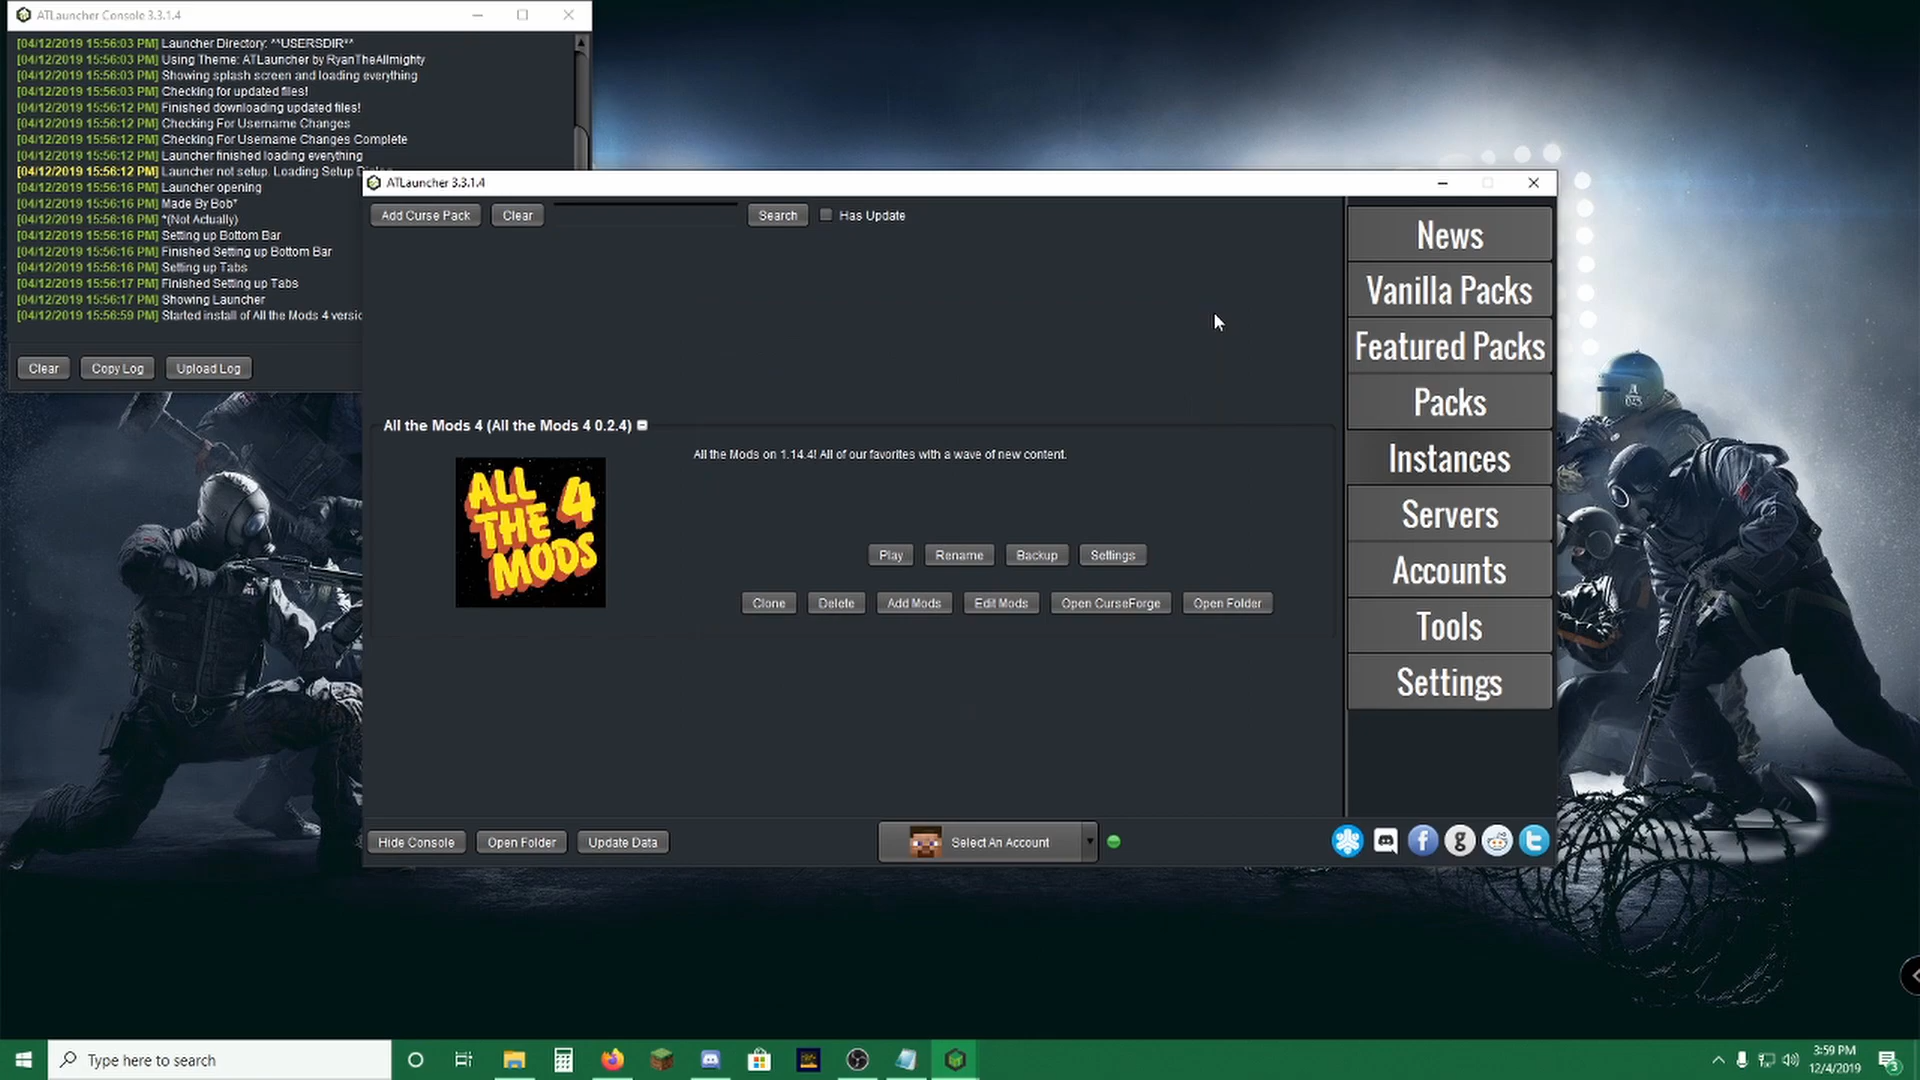 ATLauncher Console 3.3.1.4
[04/12/2019 15:56:03 PM] Launcher Directory: **USERSDIR**
[04/12/2019 15:56:03 PM] Using Theme: ATLauncher by RyanTheAllmighty
[04/12/2019 15:56:03 PM] Showing splash screen and loading everything
[04/12/2019 15:56:03 PM] Checking for updated files!
[04/12/2019 15:56:12 PM] Finished downloading updated files!
[04/12/2019 15:56:12 PM] Checking For Username Changes
[04/12/2019 15:56:12 PM] Checking For Username Changes Complete
[04/12/2019 15:56:12 PM] Launcher finished loading everything
[04/12/2019 15:56:12 PM] Launcher not setup. Loading Setup
[04/12/2019 15:56:16 PM] Launcher opening
[04/12/2019 15:56:16 PM] Made By Bob*
[04/12/2019 15:56:16 PM] *(Not Actually)
[04/12/2019 15:56:16 PM] Setting up Bottom Bar
[04/12/2019 15:56:16 PM] Finished Setting up Bottom Bar
[04/12/2019 15:56:16 PM] Setting up Tabs
[04/12/2019 15:56:17 PM] Finished Setting up Tabs
[04/12/2019 15:56:17 PM] Showing Launcher
[04/12/2019 15:56:59 PM] Started install of All the Mods 4 versic
Clear Copy Log Upload Log
ATLauncher 3.3.1.4
Add Curse Pack Clear Search Has Update
All the Mods 4 (All the Mods 4 0.2.4)
All the Mods on 1.14.4! All of our favorites with a wave of new content.
ALL
THE 4
MODS
Play Rename Backup Settings
Clone Delete Add Mods Edit Mods Open CurseForge Open Folder
News
Vanilla Packs
Featured Packs
Packs
Instances
Servers
Accounts
Tools
Settings
Hide Console Open Folder Update Data Select An Account
Type here to search
3:59 PM
12/4/2019
3